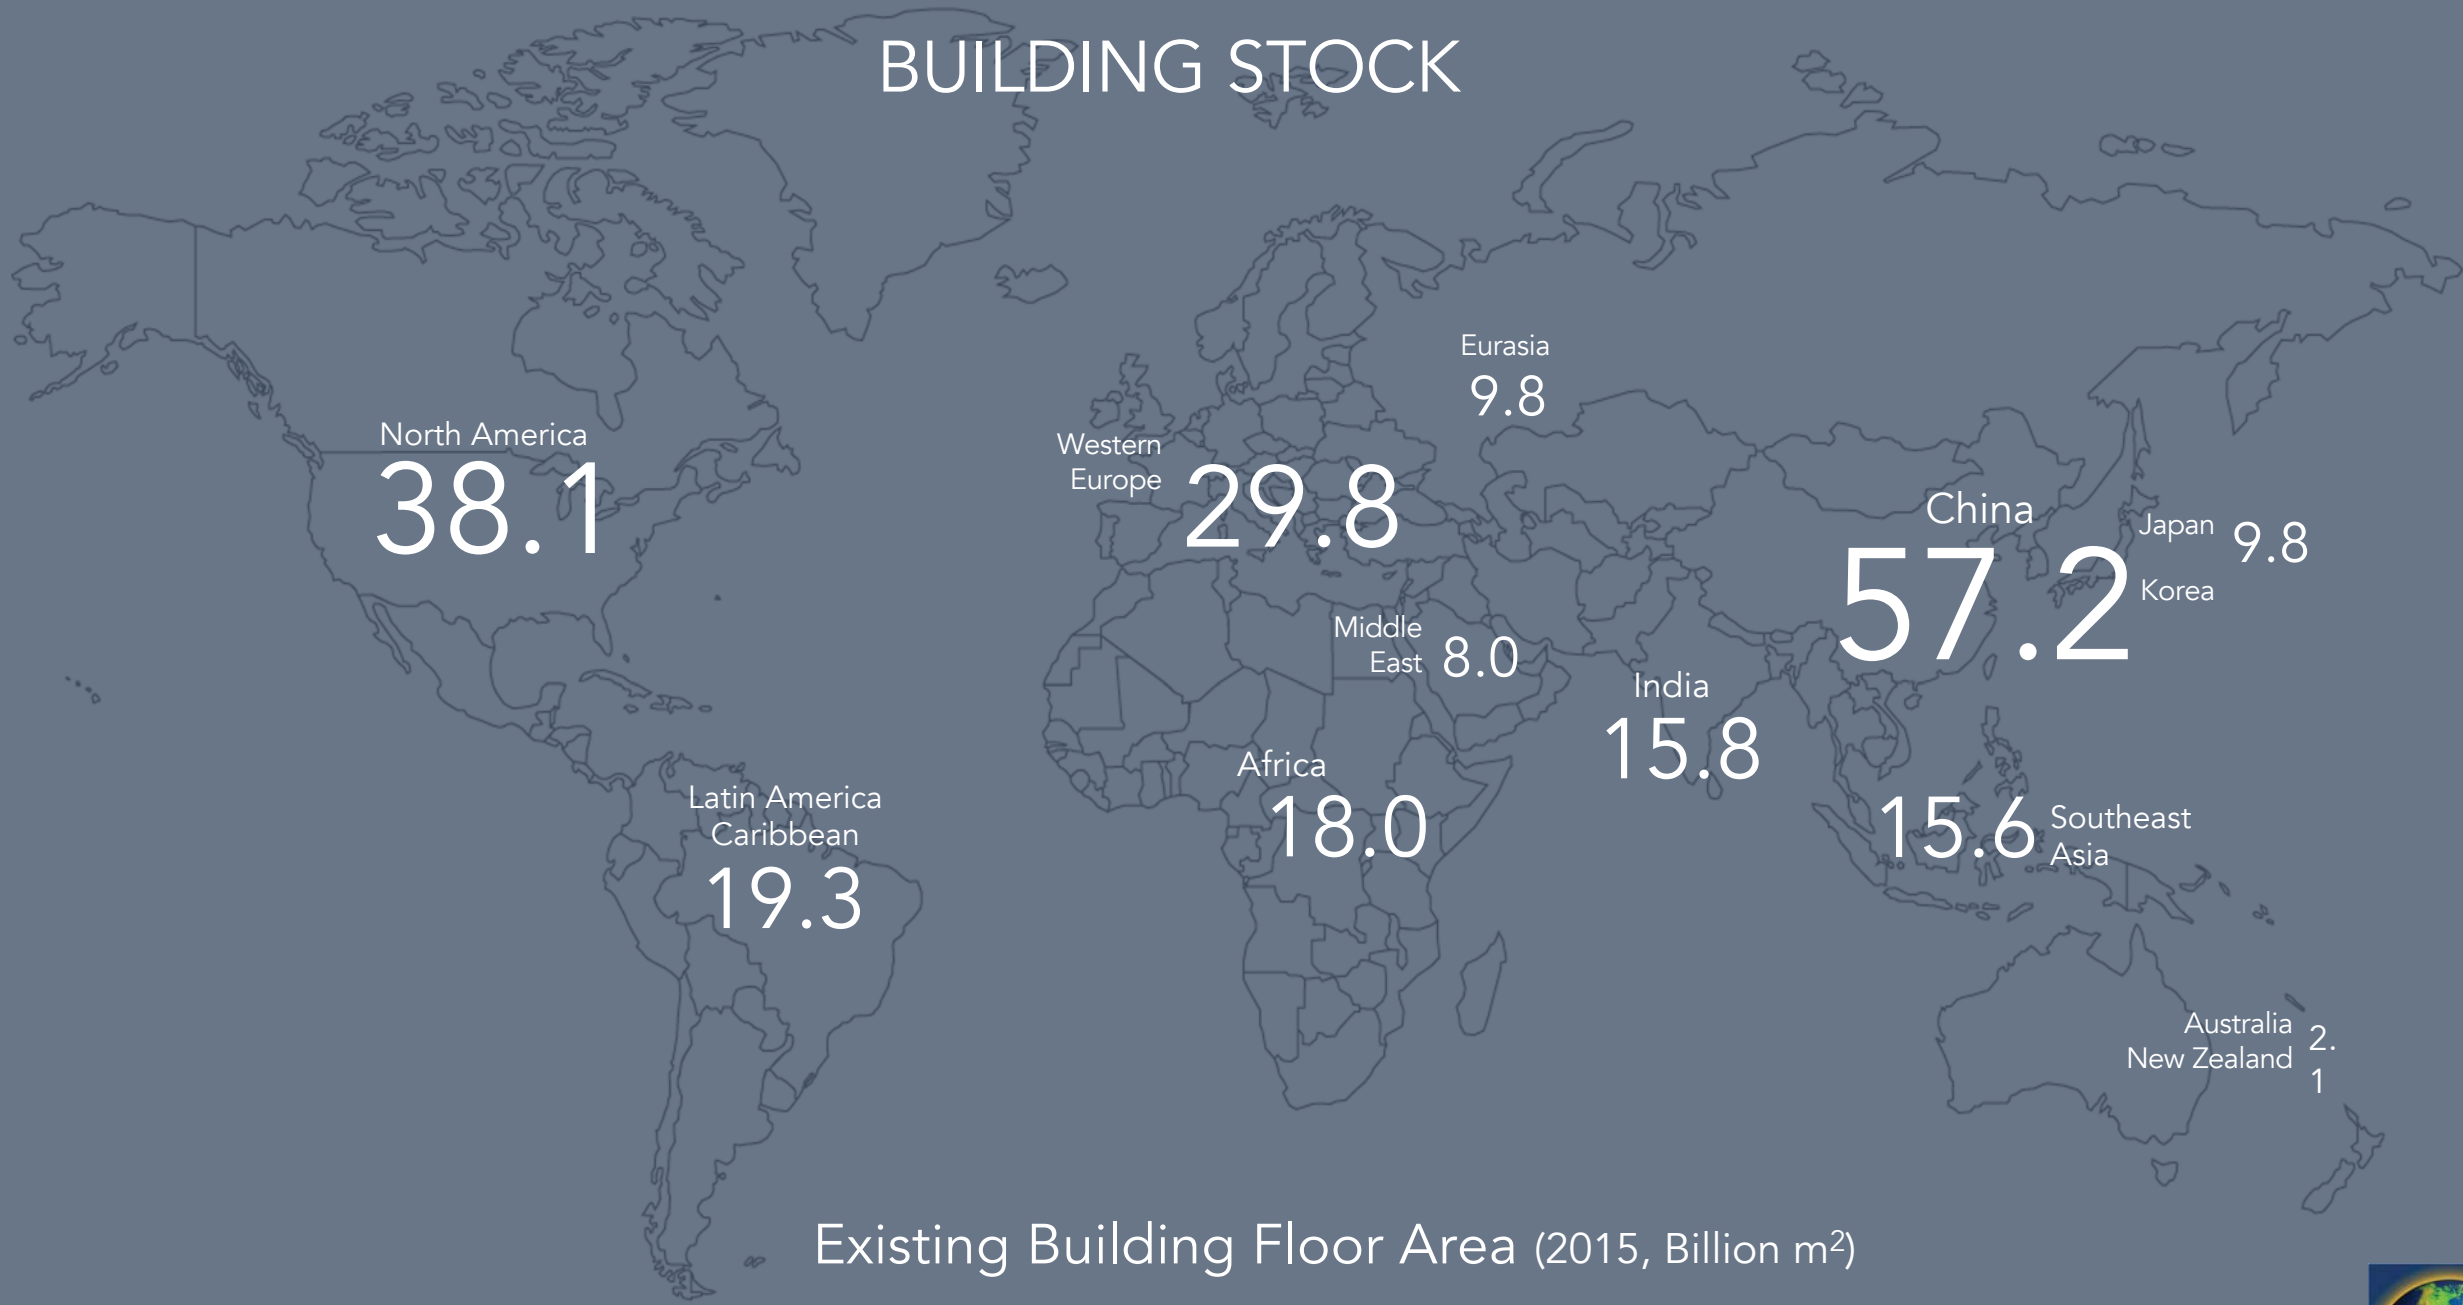 BUILDING STOCK
Eurasia
9.8
North America
38.1
Western
Europe
29.8
China
57.2
Japan
Korea
9.8
Middle
East
8.0
India
15.8
Africa
18.0
Latin America
Caribbean
19.3
15.6
Southeast
Asia
Australia
New Zealand
2.
1
Existing Building Floor Area (2015, Billion m²)